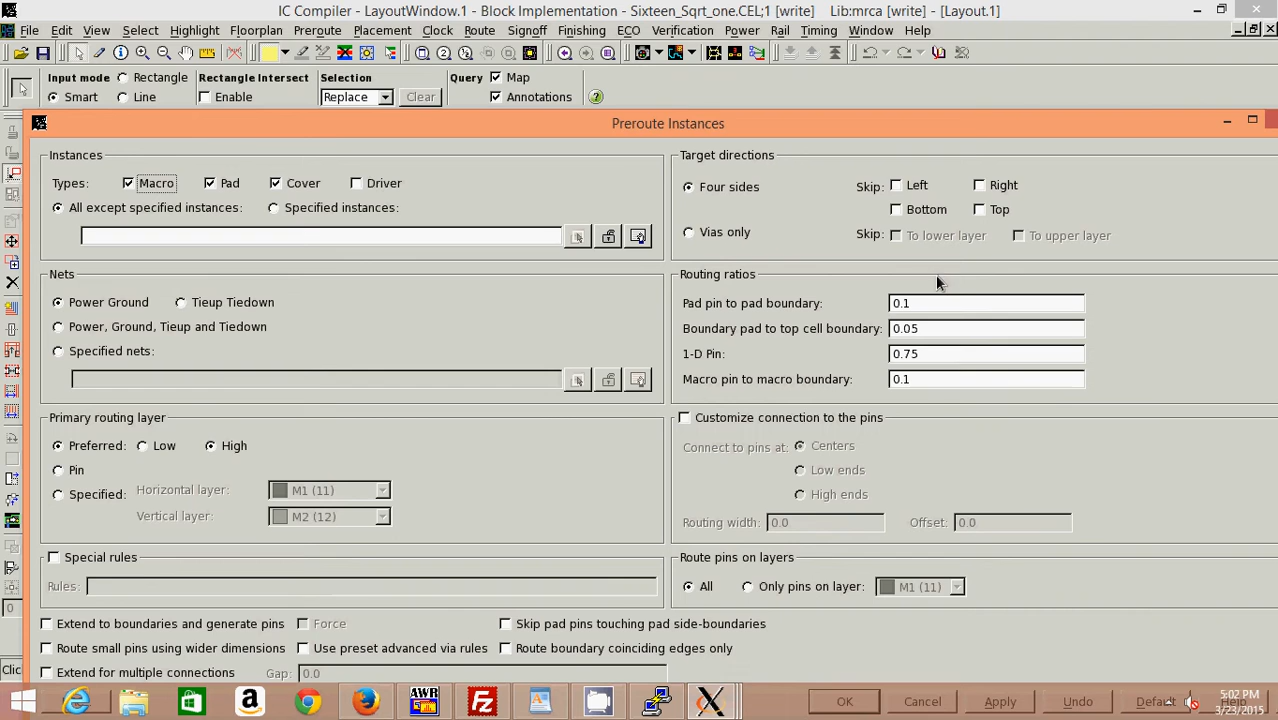 IC Compiler - LayoutWindow.1 - Block Implementation - Sixteen_Sqrt_one.CEL;1 [write]    Lib:mrca [write] - [Layout.1]
File Edit View Select Highlight Floorplan Preroute Placement Clock Route Signoff Finishing ECO Verification Power Rail Timing Window Help
Input mode Rectangle Rectangle Intersect Selection Query Map
Smart Line Enable Replace Clear Annotations
Preroute Instances
Instances
Types: Macro Pad Cover Driver
All except specified instances: Specified instances:
Target directions
Four sides Skip: Left Right
Bottom Top
Vias only Skip: To lower layer To upper layer
Nets
Power Ground Tieup Tiedown
Power, Ground, Tieup and Tiedown
Specified nets:
Routing ratios
Pad pin to pad boundary: 0.1
Boundary pad to top cell boundary: 0.05
1-D Pin: 0.75
Macro pin to macro boundary: 0.1
Primary routing layer
Preferred: Low High
Pin
Specified: Horizontal layer: M1 (11)
Vertical layer: M2 (12)
Customize connection to the pins
Connect to pins at: Centers
Low ends
High ends
Routing width: 0.0 Offset: 0.0
Special rules
Rules:
Route pins on layers
All Only pins on layer: M1 (11)
Extend to boundaries and generate pins Force Skip pad pins touching pad side-boundaries
Route small pins using wider dimensions Use preset advanced via rules Route boundary coinciding edges only
Extend for multiple connections Gap: 0.0
0
Clic
OK Cancel Apply Undo Default Help
AWR
5:02 PM
3/23/2015